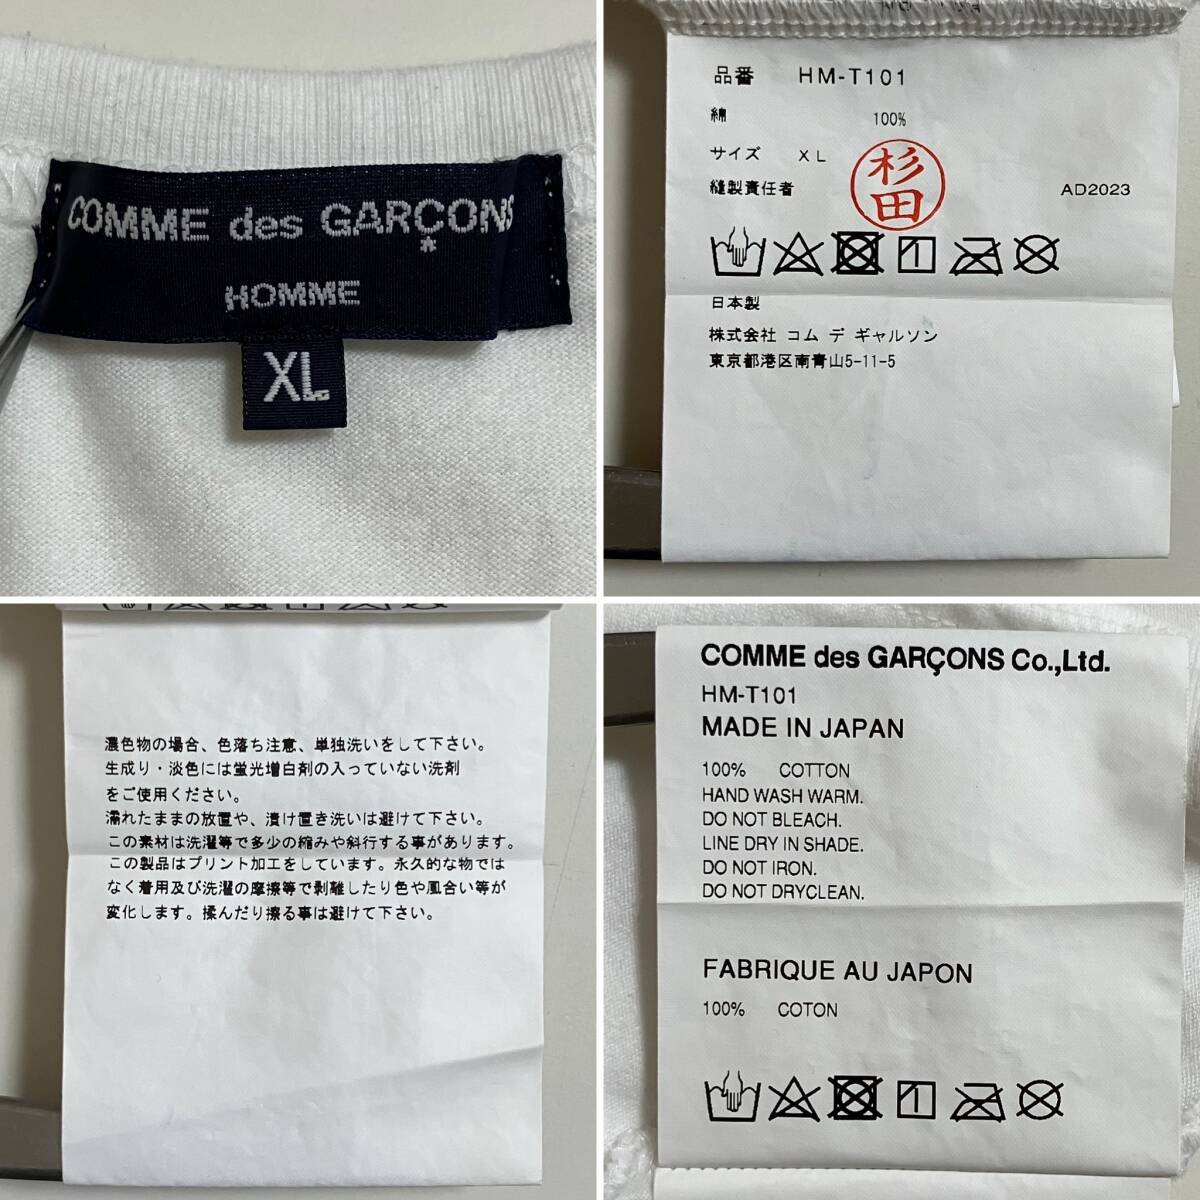 COMME des GARÇONS
HOMME
XL
品番 HM-T101
綿 100%
サイズ XL
縫製責任者 杉田 AD2023
日本製
株式会社 コム デ ギャルソン
東京都港区南青山5-11-5
濃色物の場合、色落ち注意、単独洗いをして下さい。
生成り・淡色には蛍光増白剤の入っていない洗剤
をご使用ください。
濡れたままの放置や、漬け置き洗いは避けて下さい。
この素材は洗濯等で多少の縮みや斜行する事があります。
この製品はプリント加工をしています。永久的な物では
なく着用及び洗濯の摩擦等で剥離したり色や風合い等が
変化します。揉んだり擦る事は避けて下さい。
COMME des GARÇONS Co.,Ltd.
HM-T101
MADE IN JAPAN
100% COTTON
HAND WASH WARM.
DO NOT BLEACH.
LINE DRY IN SHADE.
DO NOT IRON.
DO NOT DRYCLEAN.
FABRIQUE AU JAPON
100% COTON